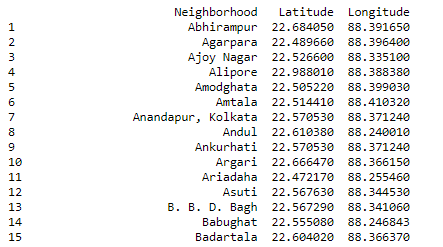 Neighborhood Latitude Longitude
1 Abhirampur 22.684050 88.391650
2 Agarpara 22.489660 88.396400
3 Ajoy Nagar 22.526600 88.335100
4 Alipore 22.988010 88.388380
5 Amodghata 22.505220 88.399030
6 Amtala 22.514410 88.410320
7 Anandapur, Kolkata 22.570530 88.371240
8 Andul 22.610380 88.240010
9 Ankurhati 22.570530 88.371240
10 Argari 22.666470 88.366150
11 Ariadaha 22.472170 88.255460
12 Asuti 22.567630 88.344530
13 B. B. D. Bagh 22.567290 88.341060
14 Babughat 22.555080 88.246843
15 Badartala 22.604020 88.366370